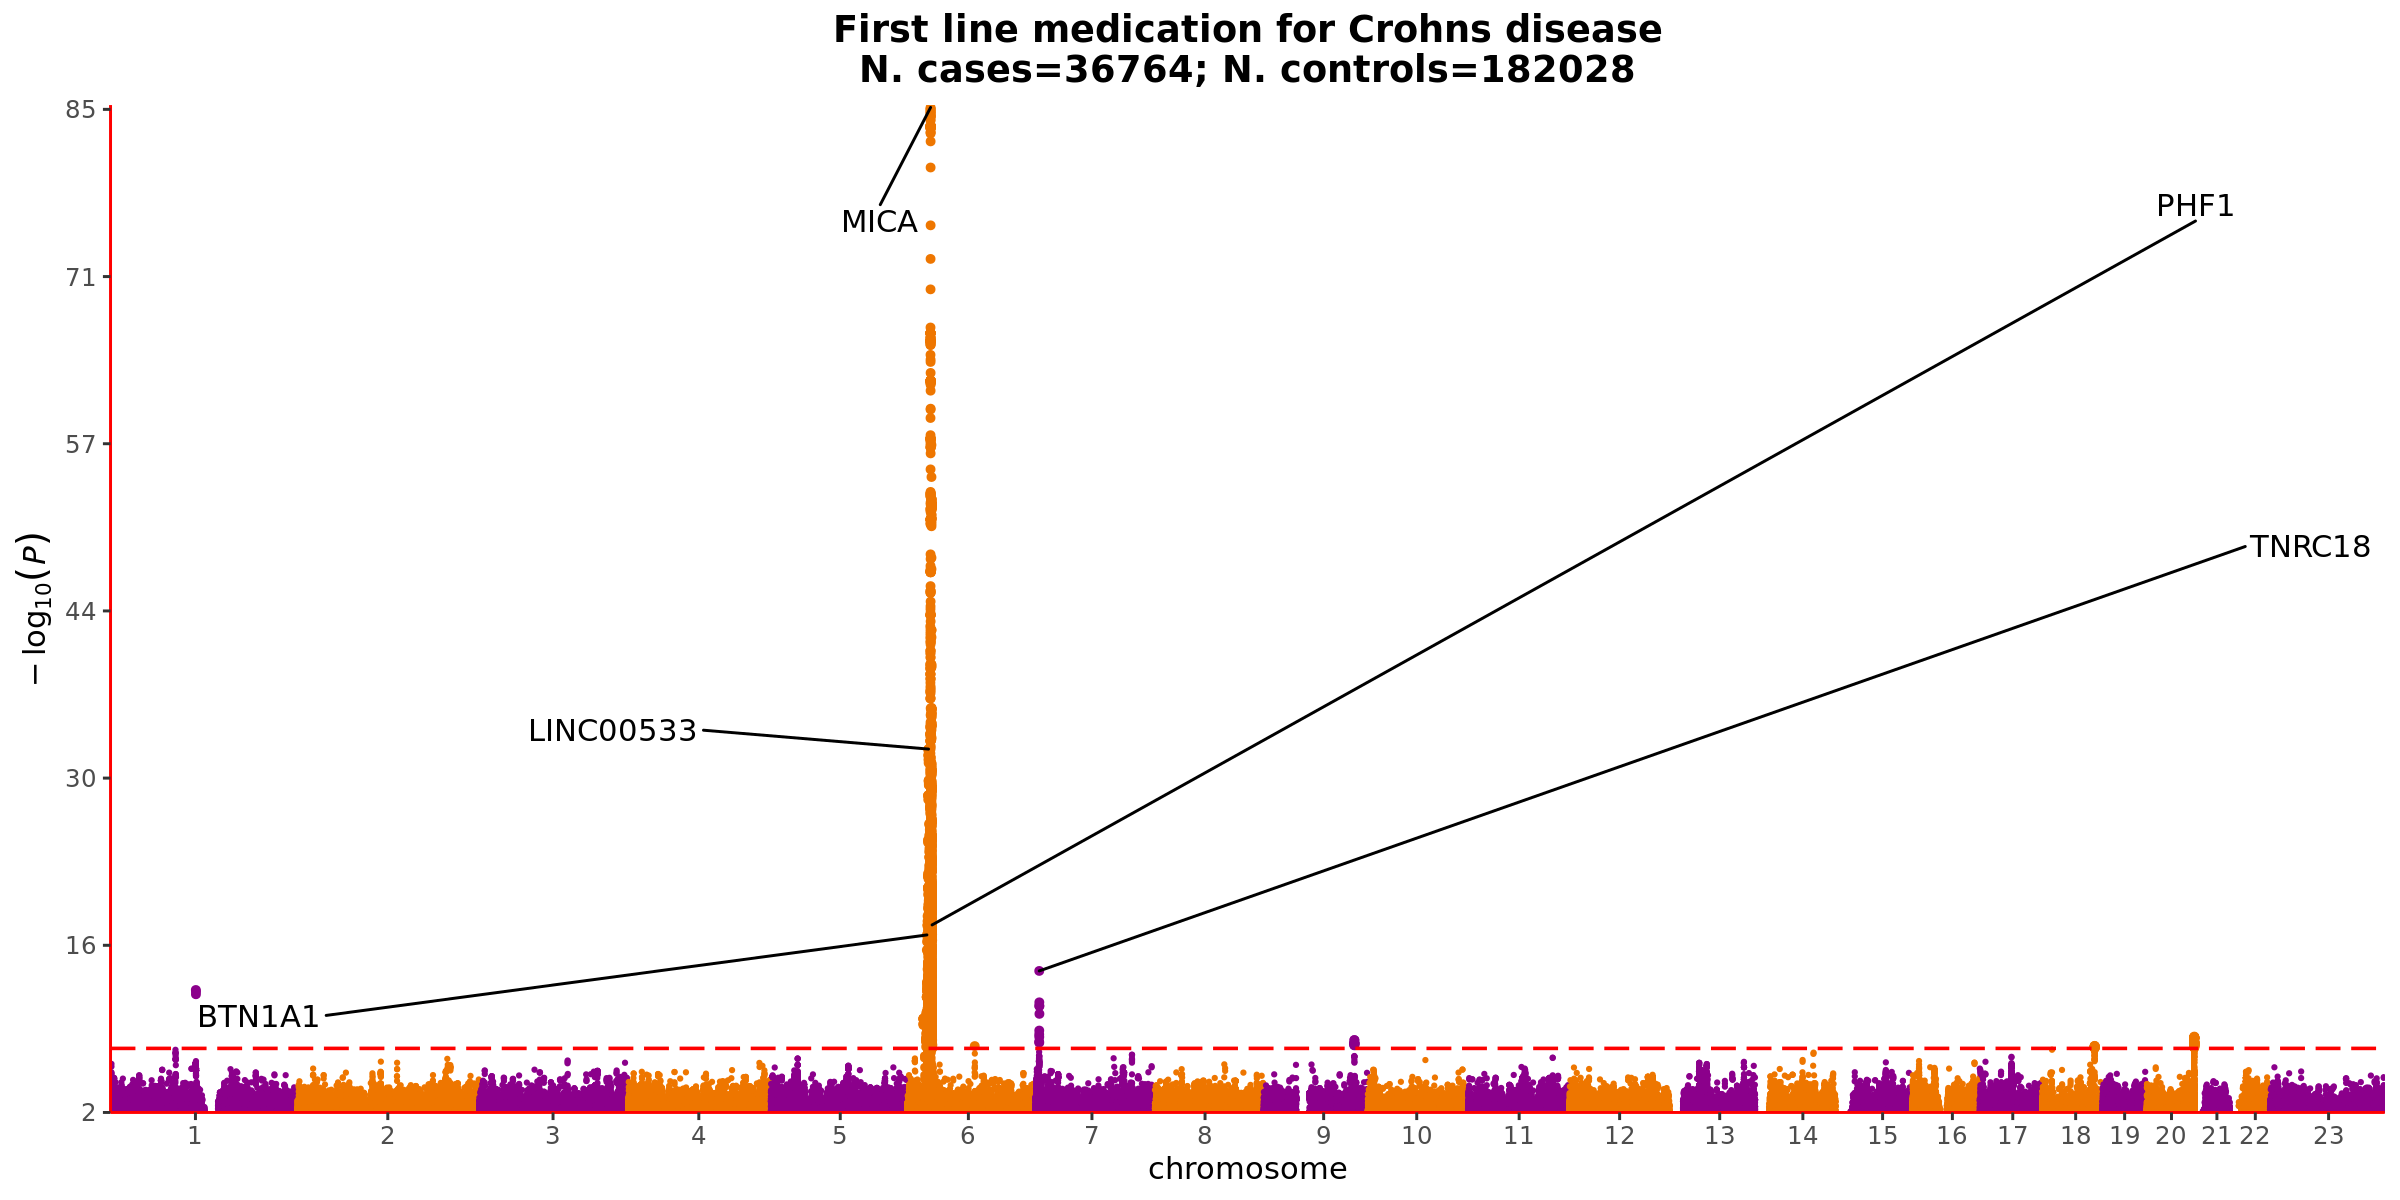 First line medication for Crohns disease
N. cases=36764; N. controls=182028
85
71
57
44
30
16
2
−log10(P)
MICA
PHF1
TNRC18
LINC00533
BTN1A1
1 2 3 4 5 6 7 8 9 10 11 12 13 14 15 16 17 18 19 20 21 22 23
chromosome